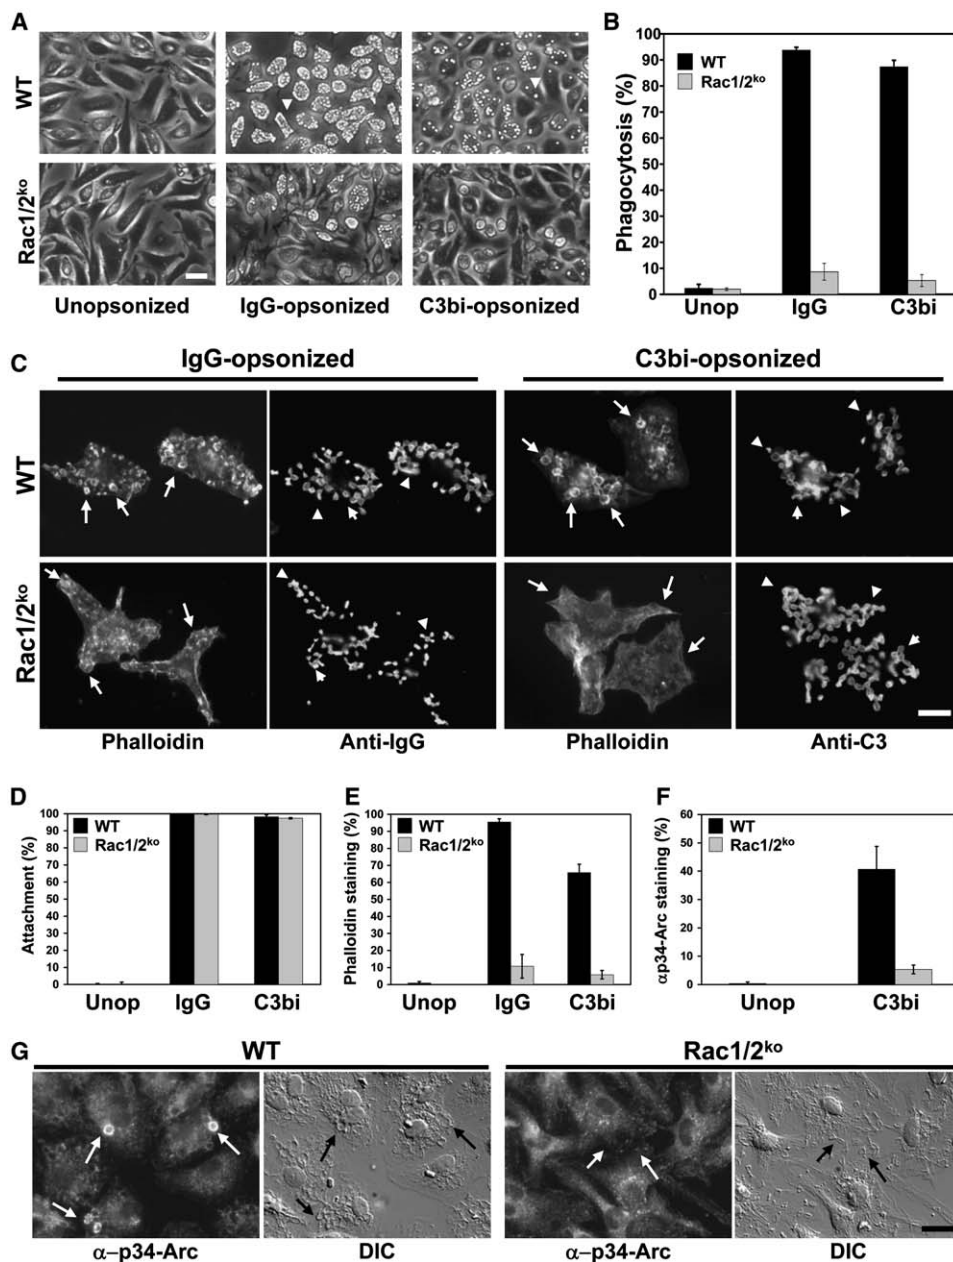 A
WT
Rac1/2ko
Unopsonized
IgG-opsonized
C3bi-opsonized
B
Phagocytosis (%)
100
90
80
70
60
50
40
30
20
10
0
WT
Rac1/2ko
Unop
IgG
C3bi
C
IgG-opsonized
C3bi-opsonized
WT
Rac1/2ko
Phalloidin
Anti-IgG
Phalloidin
Anti-C3
D
Attachment (%)
100
90
80
70
60
50
40
30
20
10
0
WT
Rac1/2ko
Unop
IgG
C3bi
E
Phalloidin staining (%)
100
90
80
70
60
50
40
30
20
10
0
WT
Rac1/2ko
Unop
IgG
C3bi
F
αp34-Arc staining (%)
60
50
40
30
20
10
0
WT
Rac1/2ko
Unop
C3bi
G
WT
Rac1/2ko
α–p34-Arc
DIC
α–p34-Arc
DIC